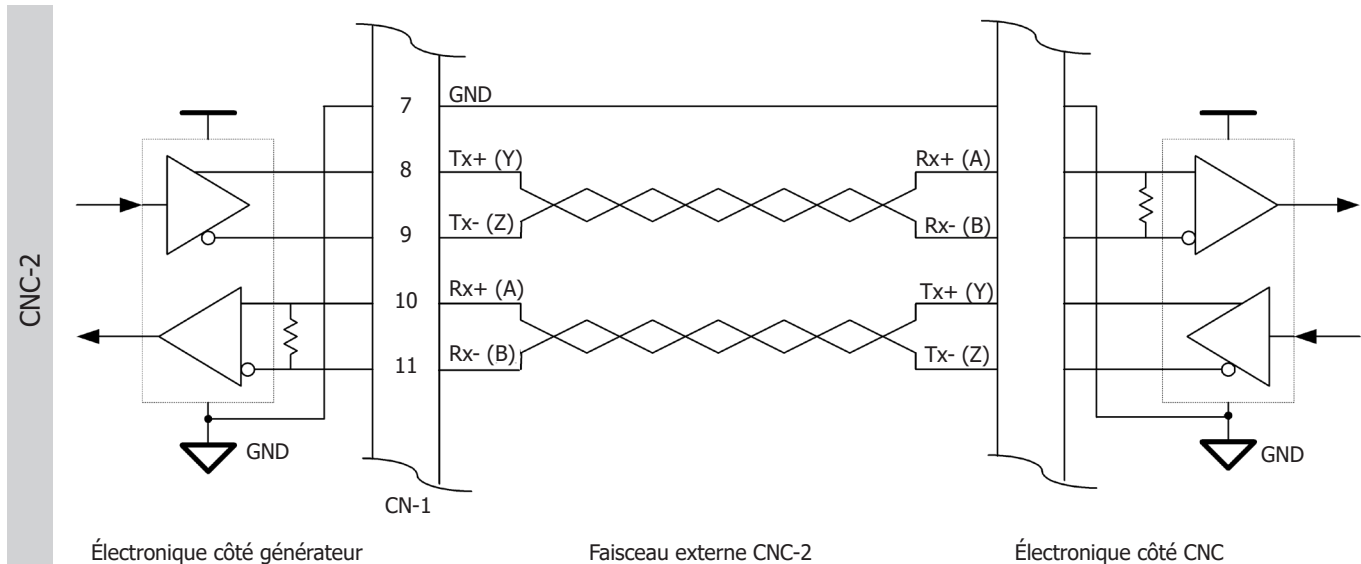 CNC-2
7 GND
8 Tx+ (Y) Rx+ (A)
9 Tx- (Z) Rx- (B)
10 Rx+ (A) Tx+ (Y)
11 Rx- (B) Tx- (Z)
GND GND
CN-1
Électronique côté générateur Faisceau externe CNC-2 Électronique côté CNC